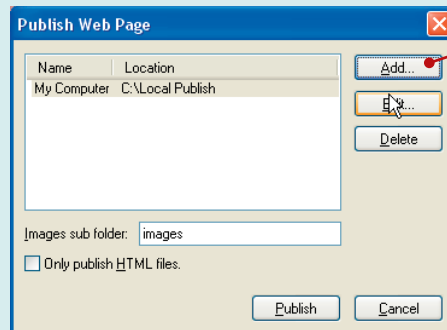 Publish Web Page
Name Location
Add...
My Computer C:\Local Publish
Delete
Images sub folder: images
Only publish HTML files.
Publish Cancel